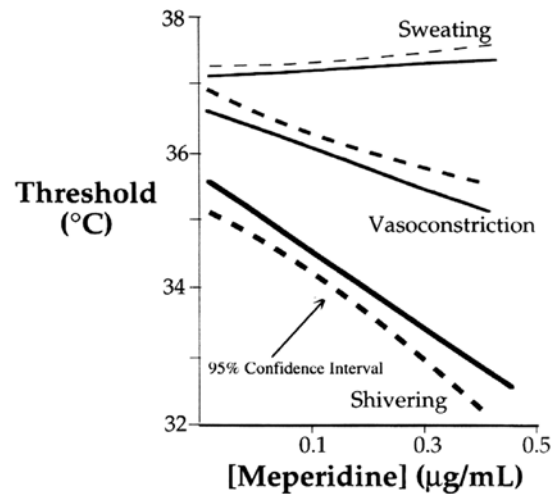 38
Sweating
36
Threshold
(°C)
Vasoconstriction
34
95% Confidence Interval
Shivering
32
0.1
0.3
0.5
[Meperidine] (μg/mL)